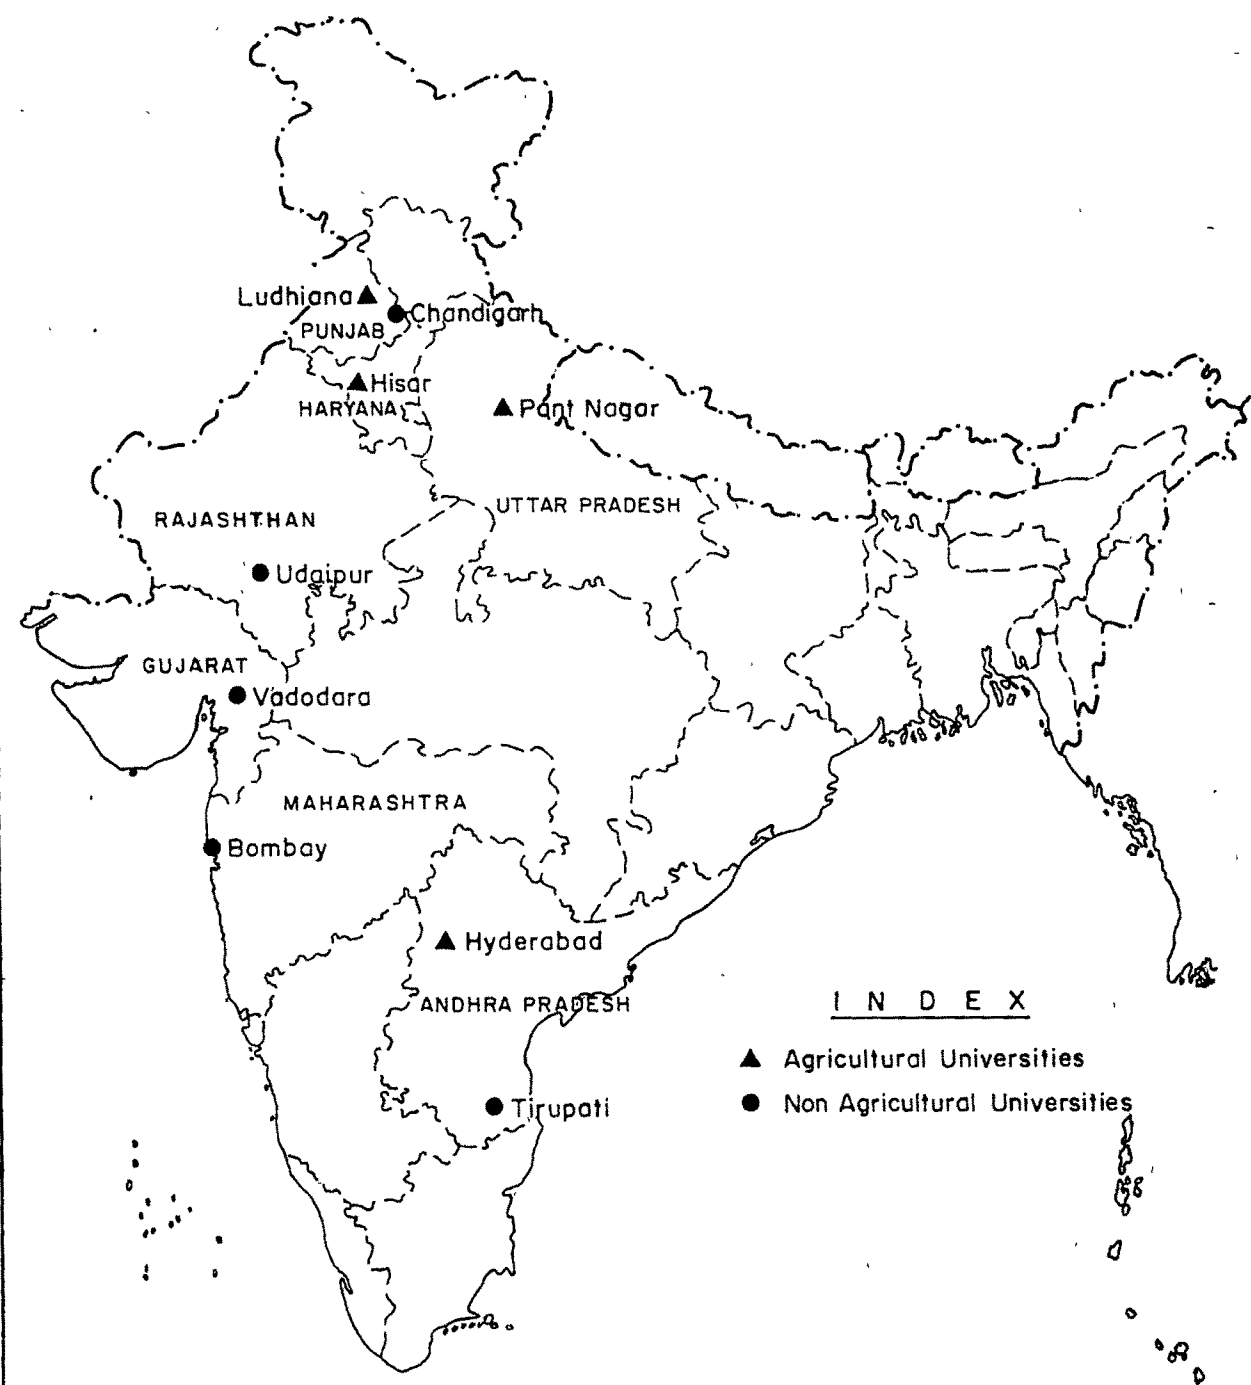 Ludhiana
Chandigarh
PUNJAB
Hisar
HARYANA
Pant Nagar
UTTAR PRADESH
RAJASHTHAN
Udaipur
GUJARAT
Vadodara
MAHARASHTRA
Bombay
Hyderabad
ANDHRA PRADESH
INDEX
Agricultural Universities
Non Agricultural Universities
Tirupati